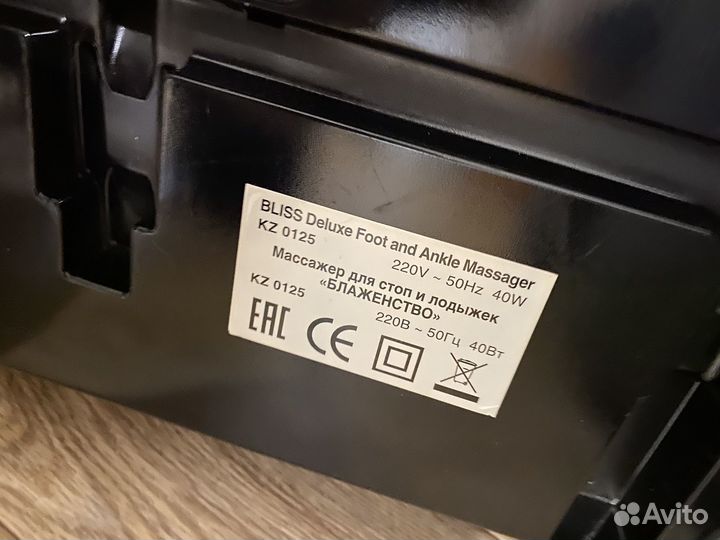 BLISS Deluxe Foot and Ankle Massager
KZ 0125
220V ~ 50Hz 40W
Массажер для стоп и лодыжек
«БЛАЖЕНСТВО»
KZ 0125
220В ~ 50Гц 40Вт
EAC CE
Avito